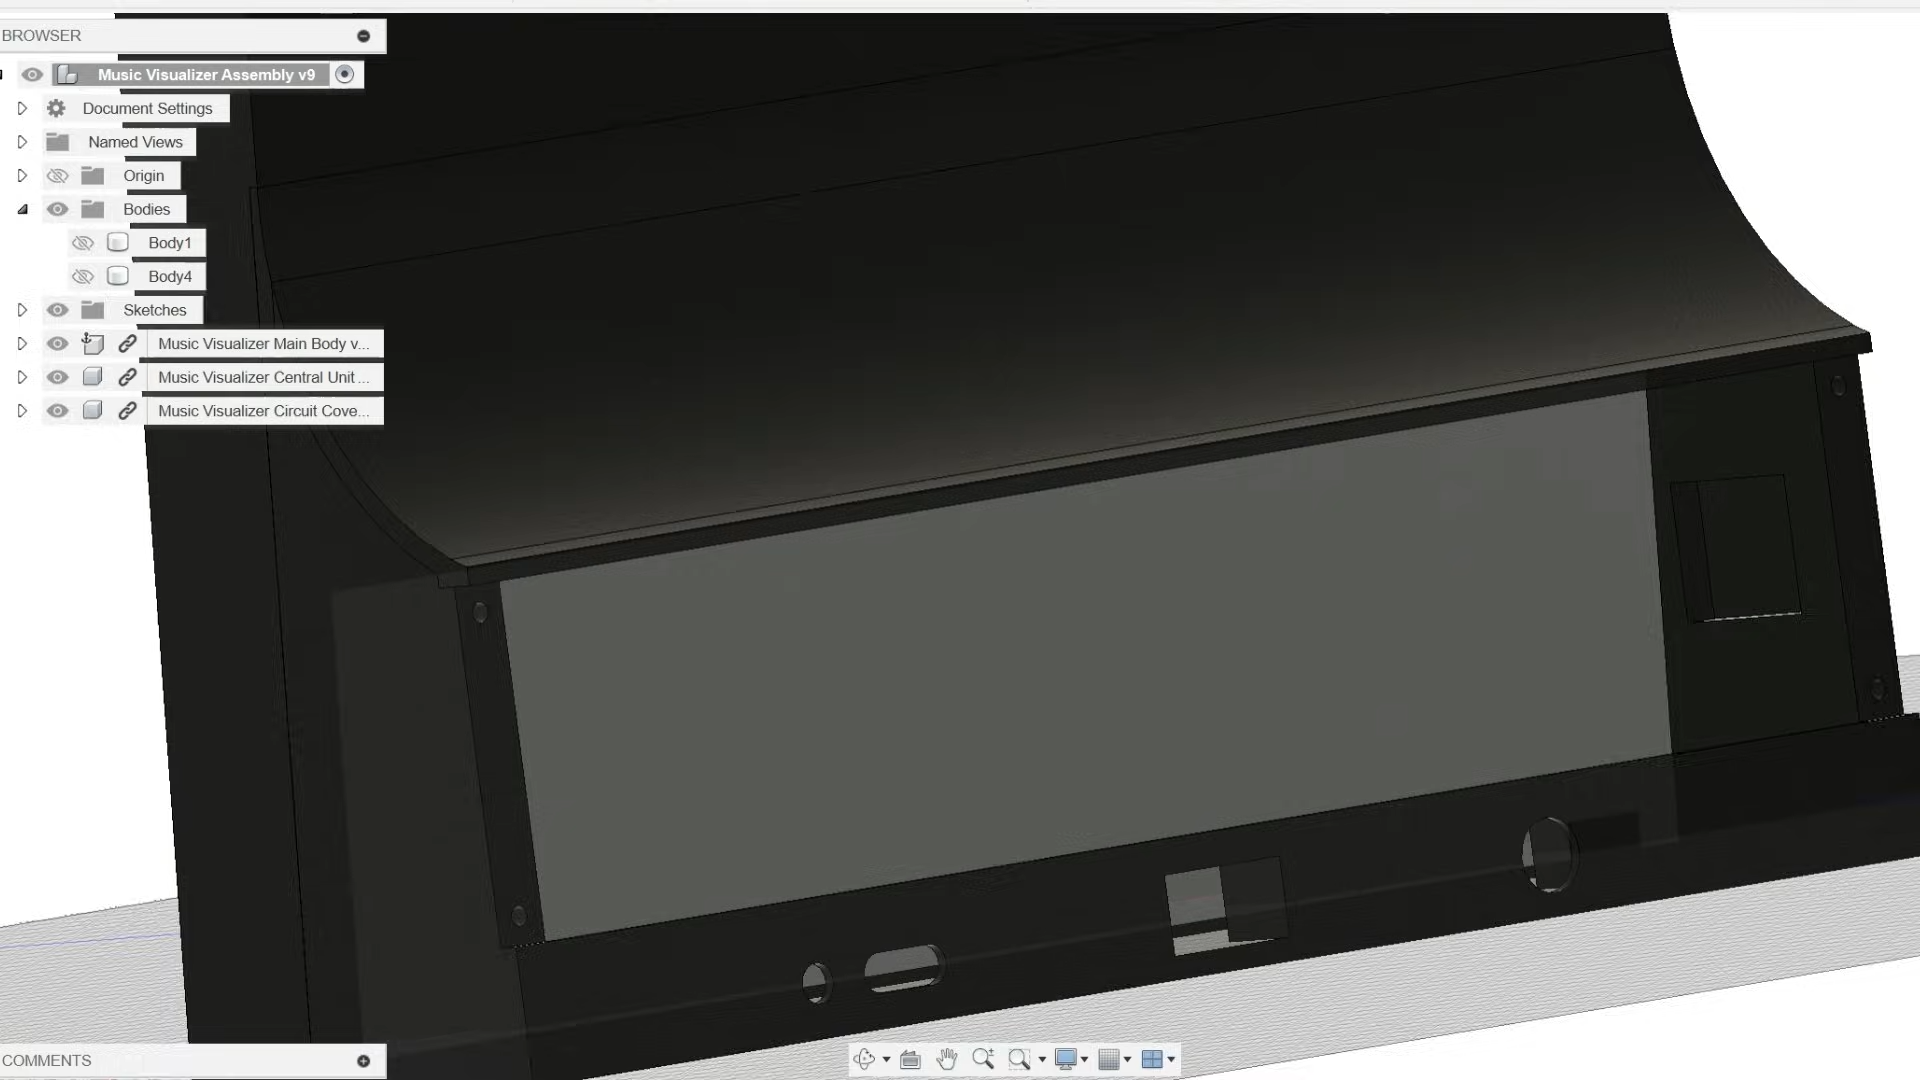 BROWSER
Music Visualizer Assembly v9
Document Settings
Named Views
Origin
Bodies
Body1
Body4
Sketches
Music Visualizer Main Body v...
Music Visualizer Central Unit ...
Music Visualizer Circuit Cove...
COMMENTS